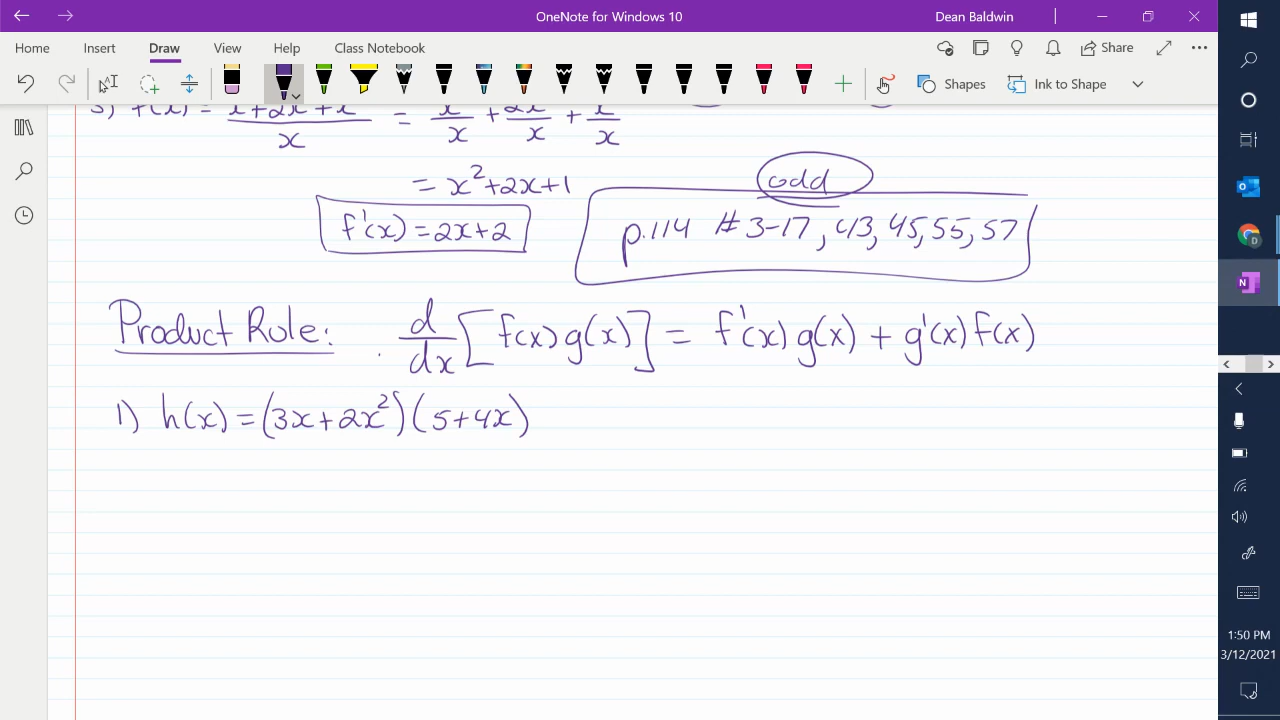 OneNote for Windows 10
Dean Baldwin
Home Insert Draw View Help Class Notebook
Share
Shapes
Ink to Shape
= x/x + 2x/x + x/x
x
= x²+2x+1
odd
f'(x) = 2x+2
p.114 # 3-17, 43, 45, 55, 57
Product Rule: d/dx [f(x)g(x)] = f'(x)g(x) + g'(x)f(x)
1) h(x) = (3x+2x²)(5+4x)
1:50 PM
3/12/2021